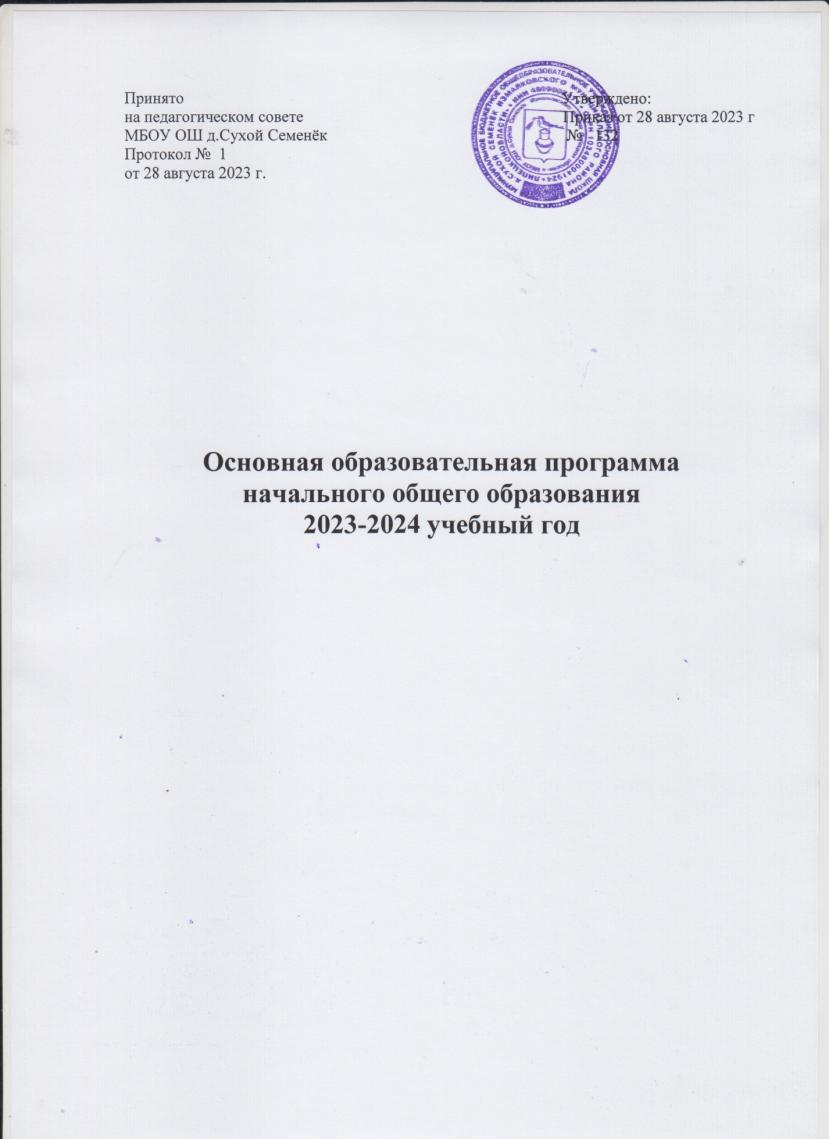 Принято
на педагогическом совете
МБОУ ОШ д.Сухой Семенёк
Протокол № 1
от 28 августа 2023 г.
Утверждено:
Приказ от 28 августа 2023 г
№
Основная образовательная программа
начального общего образования
2023-2024 учебный год